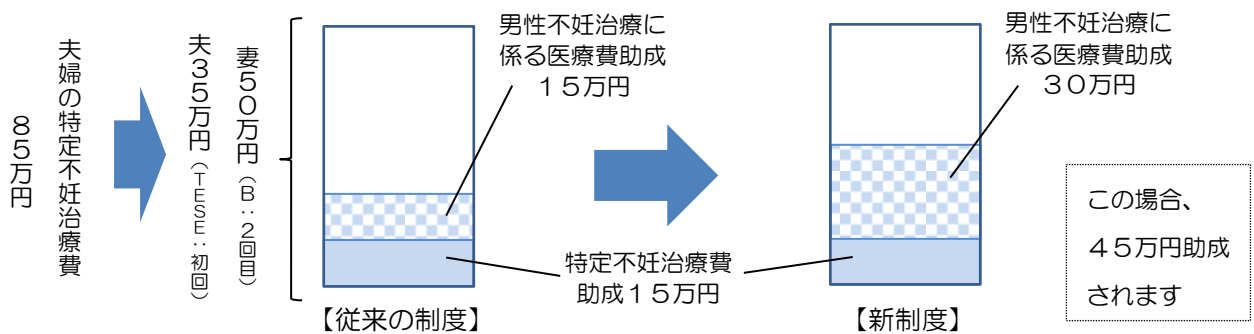 夫婦の特定不妊治療費
８５万円
妻５０万円（Ｂ：２回目）
夫３５万円（ＴＥＳＥ：初回）
男性不妊治療に
係る医療費助成
１５万円
特定不妊治療費
助成１５万円
【従来の制度】
男性不妊治療に
係る医療費助成
３０万円
【新制度】
この場合、
４５万円助成
されます